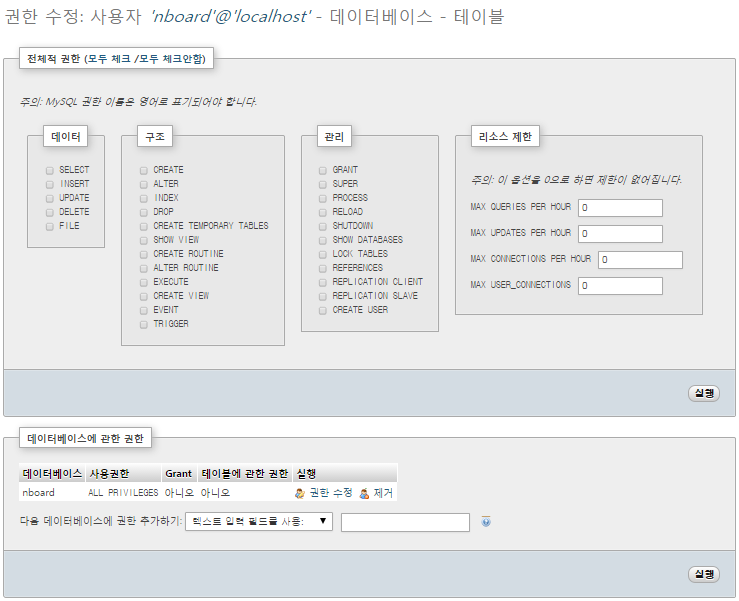 권한 수정: 사용자 'nboard'@'localhost' - 데이터베이스 - 테이블
전체적 권한 (모두 체크 /모두 체크안함)
주의: MySQL 권한 이름은 영어로 표기되어야 합니다.
데이터
SELECT
INSERT
UPDATE
DELETE
FILE
구조
CREATE
ALTER
INDEX
DROP
CREATE TEMPORARY TABLES
SHOW VIEW
CREATE ROUTINE
ALTER ROUTINE
EXECUTE
CREATE VIEW
EVENT
TRIGGER
관리
GRANT
SUPER
PROCESS
RELOAD
SHUTDOWN
SHOW DATABASES
LOCK TABLES
REFERENCES
REPLICATION CLIENT
REPLICATION SLAVE
CREATE USER
리소스 제한
주의: 이 옵션을 0으로 하면 제한이 없어집니다.
MAX QUERIES PER HOUR 0
MAX UPDATES PER HOUR 0
MAX CONNECTIONS PER HOUR 0
MAX USER_CONNECTIONS 0
실행
데이터베이스에 관한 권한
데이터베이스 사용권한 Grant 테이블에 관한 권한 실행
nboard ALL PRIVILEGES 아니오 아니오 권한 수정 제거
다음 데이터베이스에 권한 추가하기: 텍스트 입력 필드를 사용: ▼
실행